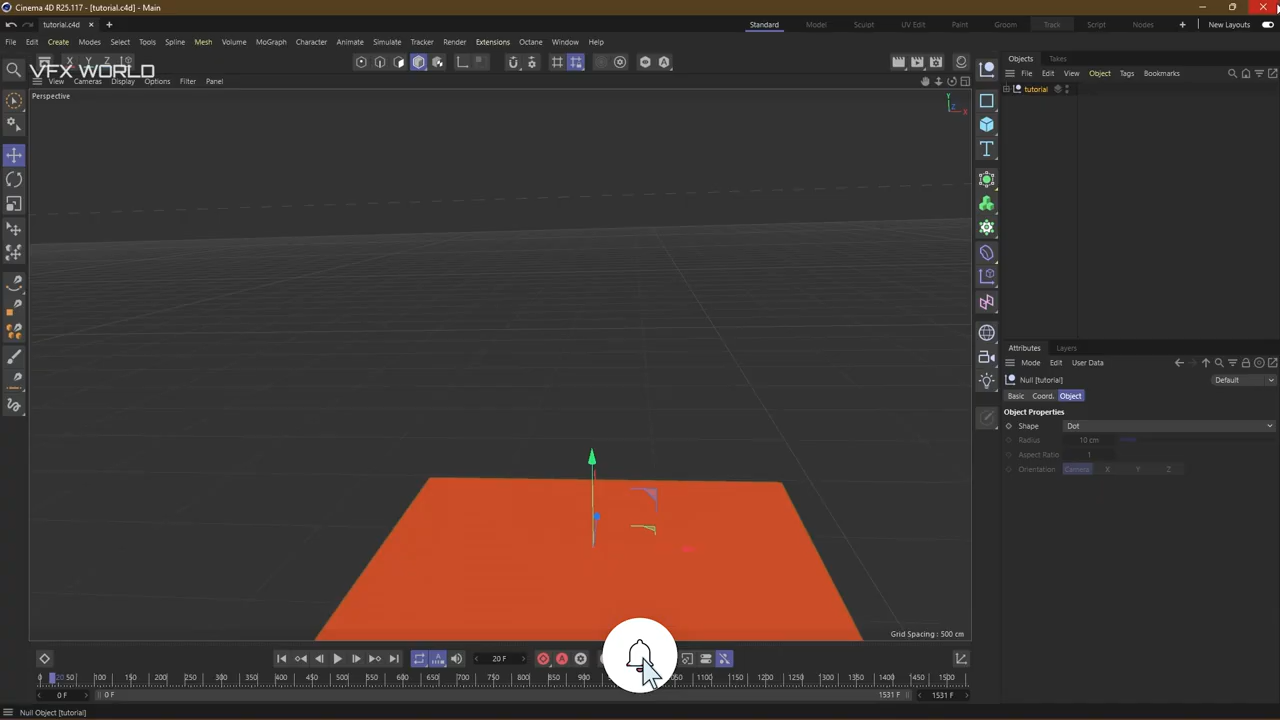 Cinema 4D R25.117 - [tutorial.c4d] - Main
tutorial.c4d
Standard Model Sculpt UV Edit Paint Groom Track Script Nodes New Layouts
File Edit Create Modes Select Tools Spline Mesh Volume MoGraph Character Animate Simulate Tracker Render Extensions Octane Window Help
VFX WORLD
View Cameras Display Options Filter Panel
Perspective
Y
Z
X
Grid Spacing : 500 cm
Objects Takes
File Edit View Object Tags Bookmarks
tutorial
Attributes Layers
Mode Edit User Data
Null [tutorial] Default
Basic Coord. Object
Object Properties
Shape Dot
Radius 10 cm
Aspect Ratio 1
Orientation Camera X Y Z
20 F
0 20 50 100 150 200 250 300 350 400 450 500 550 600 650 700 750 800 850 900 950 1000 1050 1100 1150 1200 1250 1300 1350 1400 1450 1500
0 F 0 F 1531 F 1531 F
Null Object [tutorial]